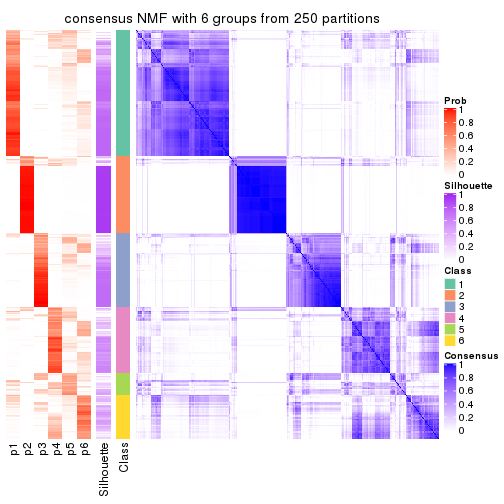 consensus NMF with 6 groups from 250 partitions
Prob
1
0.8
0.6
0.4
0.2
0
Silhouette
1
0.8
0.6
0.4
0.2
0
Class
1
2
3
4
5
6
Consensus
1
0.8
0.6
0.4
0.2
0
p1
p2
p3
p4
p5
p6
Silhouette
Class